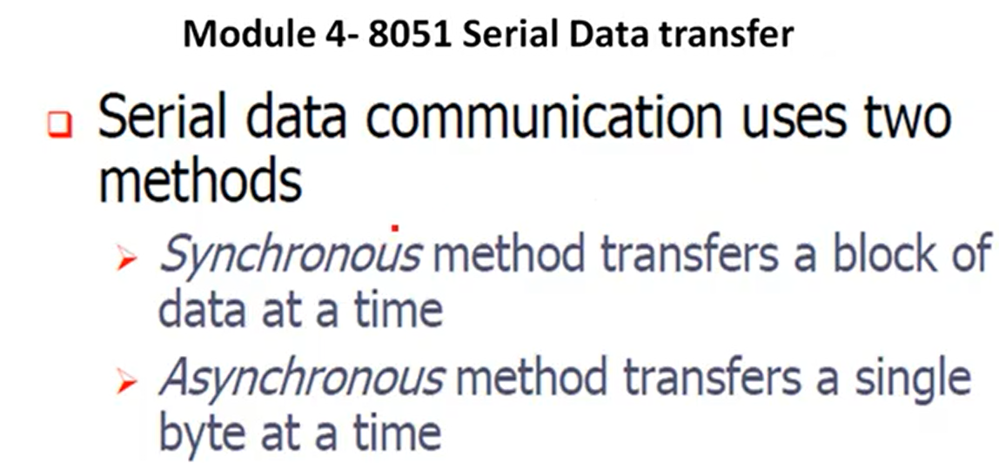 Module 4- 8051 Serial Data transfer
Serial data communication uses two
methods
Synchronous method transfers a block of
data at a time
Asynchronous method transfers a single
byte at a time